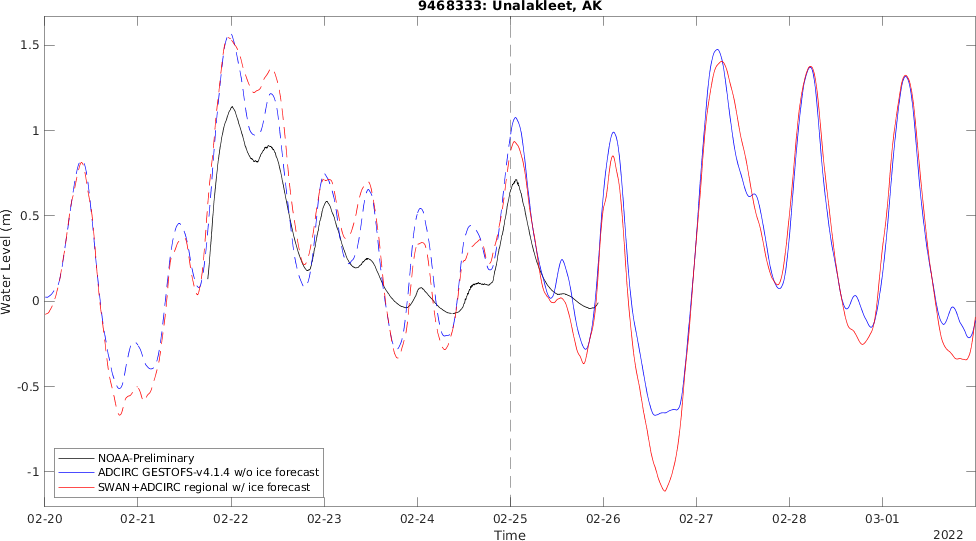 9468333: Unalakleet, AK
1.5
1
0.5
0
-0.5
-1
Water Level (m)
NOAA-Preliminary
ADCIRC GESTOFS-v4.1.4 w/o ice forecast
SWAN+ADCIRC regional w/ ice forecast
02-20 02-21 02-22 02-23 02-24 02-25 02-26 02-27 02-28 03-01
Time
2022